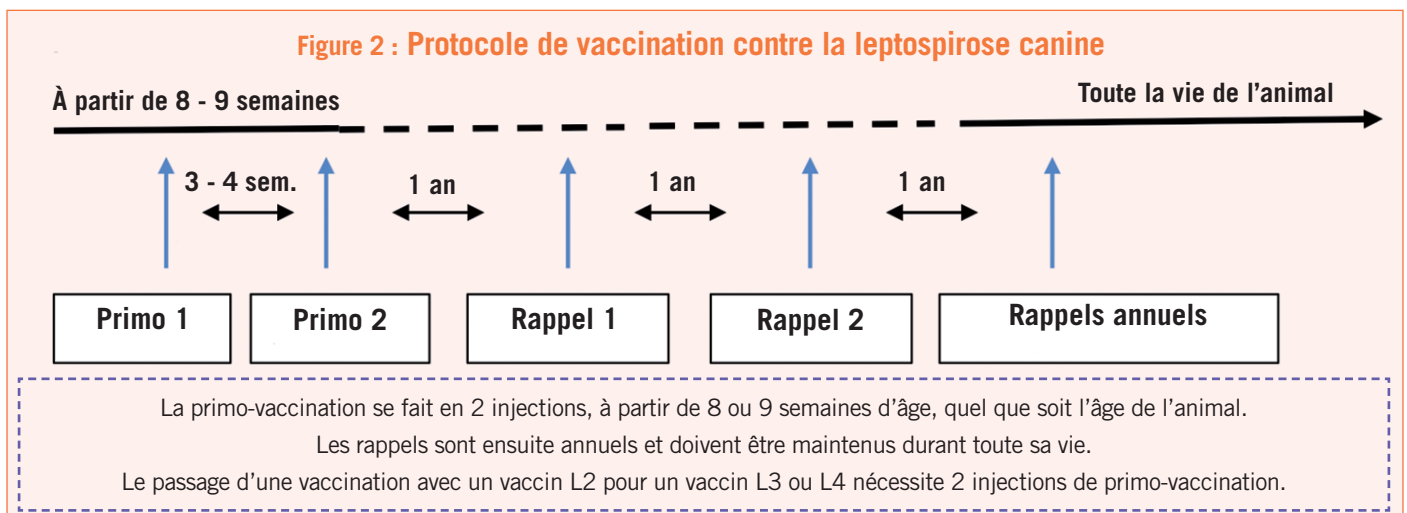 Figure 2 : Protocole de vaccination contre la leptospirose canine
À partir de 8 - 9 semaines
Toute la vie de l’animal
3 - 4 sem.
1 an
1 an
1 an
Primo 1
Primo 2
Rappel 1
Rappel 2
Rappels annuels
La primo-vaccination se fait en 2 injections, à partir de 8 ou 9 semaines d’âge, quel que soit l’âge de l’animal.
Les rappels sont ensuite annuels et doivent être maintenus durant toute sa vie.
Le passage d’une vaccination avec un vaccin L2 pour un vaccin L3 ou L4 nécessite 2 injections de primo-vaccination.